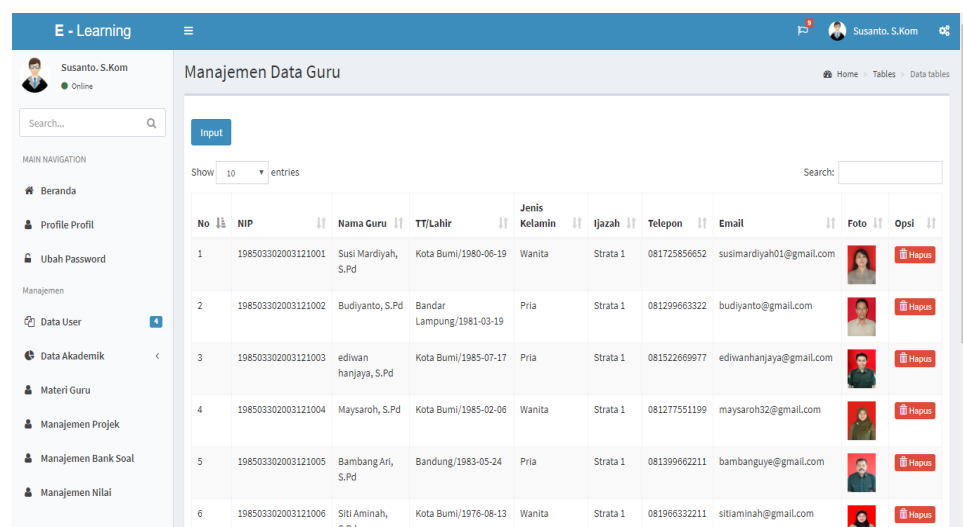 E - Learning
9
Susanto. S.Kom
Susanto. S.Kom
Online
Manajemen Data Guru
Home > Tables > Data tables
Search...
Input
MAIN NAVIGATION
Show 10 entries
Search:
Beranda
Profile Profil
Ubah Password
Manajemen
Data User 4
Data Akademik
Materi Guru
Manajemen Projek
Manajemen Bank Soal
Manajemen Nilai
No NIP Nama Guru TT/Lahir Jenis Kelamin Ijazah Telepon Email Foto Opsi
1 198503302003121001 Susi Mardiyah, Kota Bumi/1980-06-19 Wanita Strata 1 081725856652 susimardiyah01@gmail.com Hapus
S.Pd
2 198503302003121002 Budiyanto, S.Pd Bandar Pria Strata 1 081299663322 budiyanto@gmail.com Hapus
Lampung/1981-03-19
3 198503302003121003 ediwan Kota Bumi/1985-07-17 Pria Strata 1 081522669977 ediwanhanjaya@gmail.com Hapus
hanjaya, S.Pd
4 198503302003121004 Maysaroh, S.Pd Kota Bumi/1985-02-06 Wanita Strata 1 081277551199 maysaroh32@gmail.com Hapus
5 198503302003121005 Bambang Ari, Bandung/1983-05-24 Pria Strata 1 081399662211 bambanguye@gmail.com Hapus
S.Pd
6 198503302003121006 Siti Aminah, Kota Bumi/1976-08-13 Wanita Strata 1 081966332211 sitiaminah@gmail.com Hapus